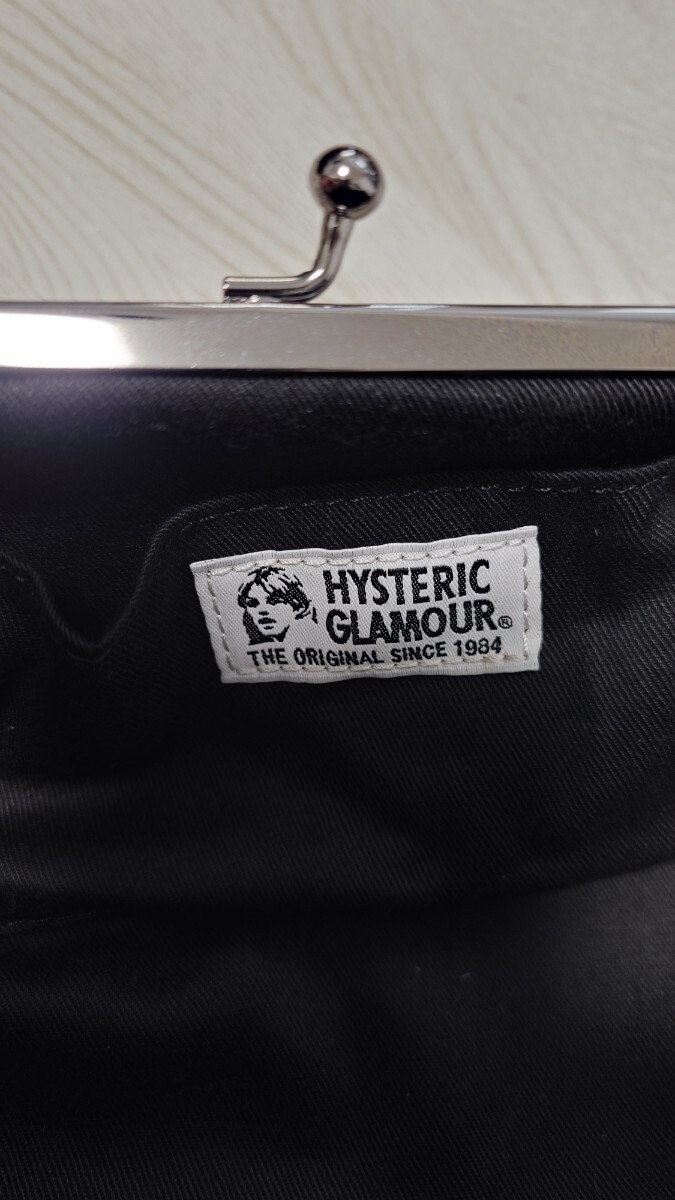 HYSTERIC
GLAMOUR®
THE ORIGINAL SINCE 1984